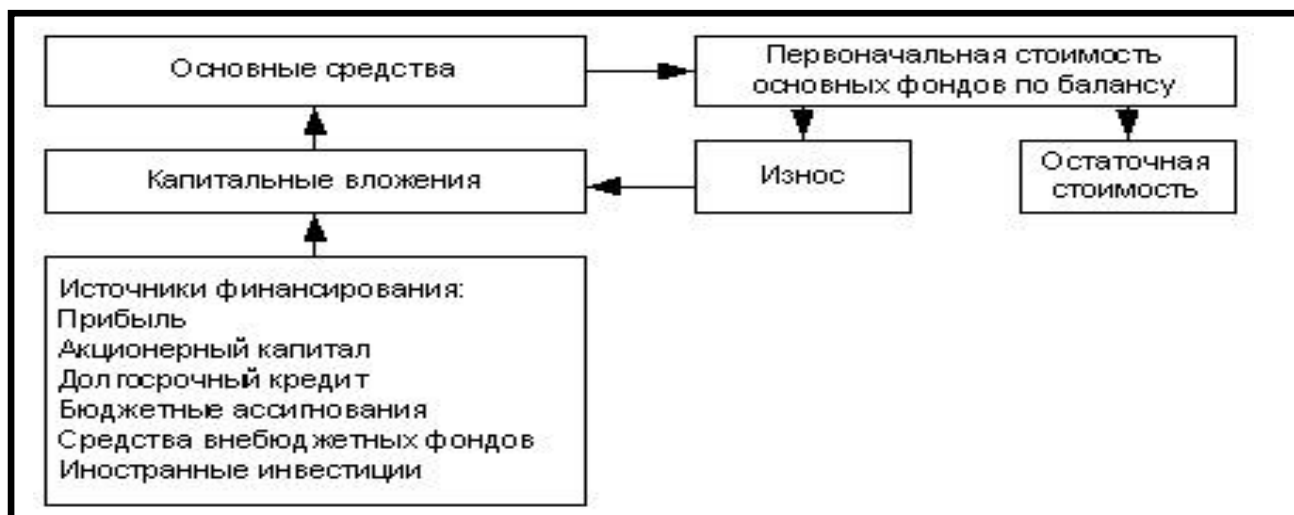 Основные средства
Первоначальная стоимость
основных фондов по балансу
Капитальные вложения
Износ
Остаточная
стоимость
Источники финансирования:
Прибыль
Акционерный капитал
Долгосрочный кредит
Бюджетные ассигнования
Средства внебюджетных фондов
Иностранные инвестиции